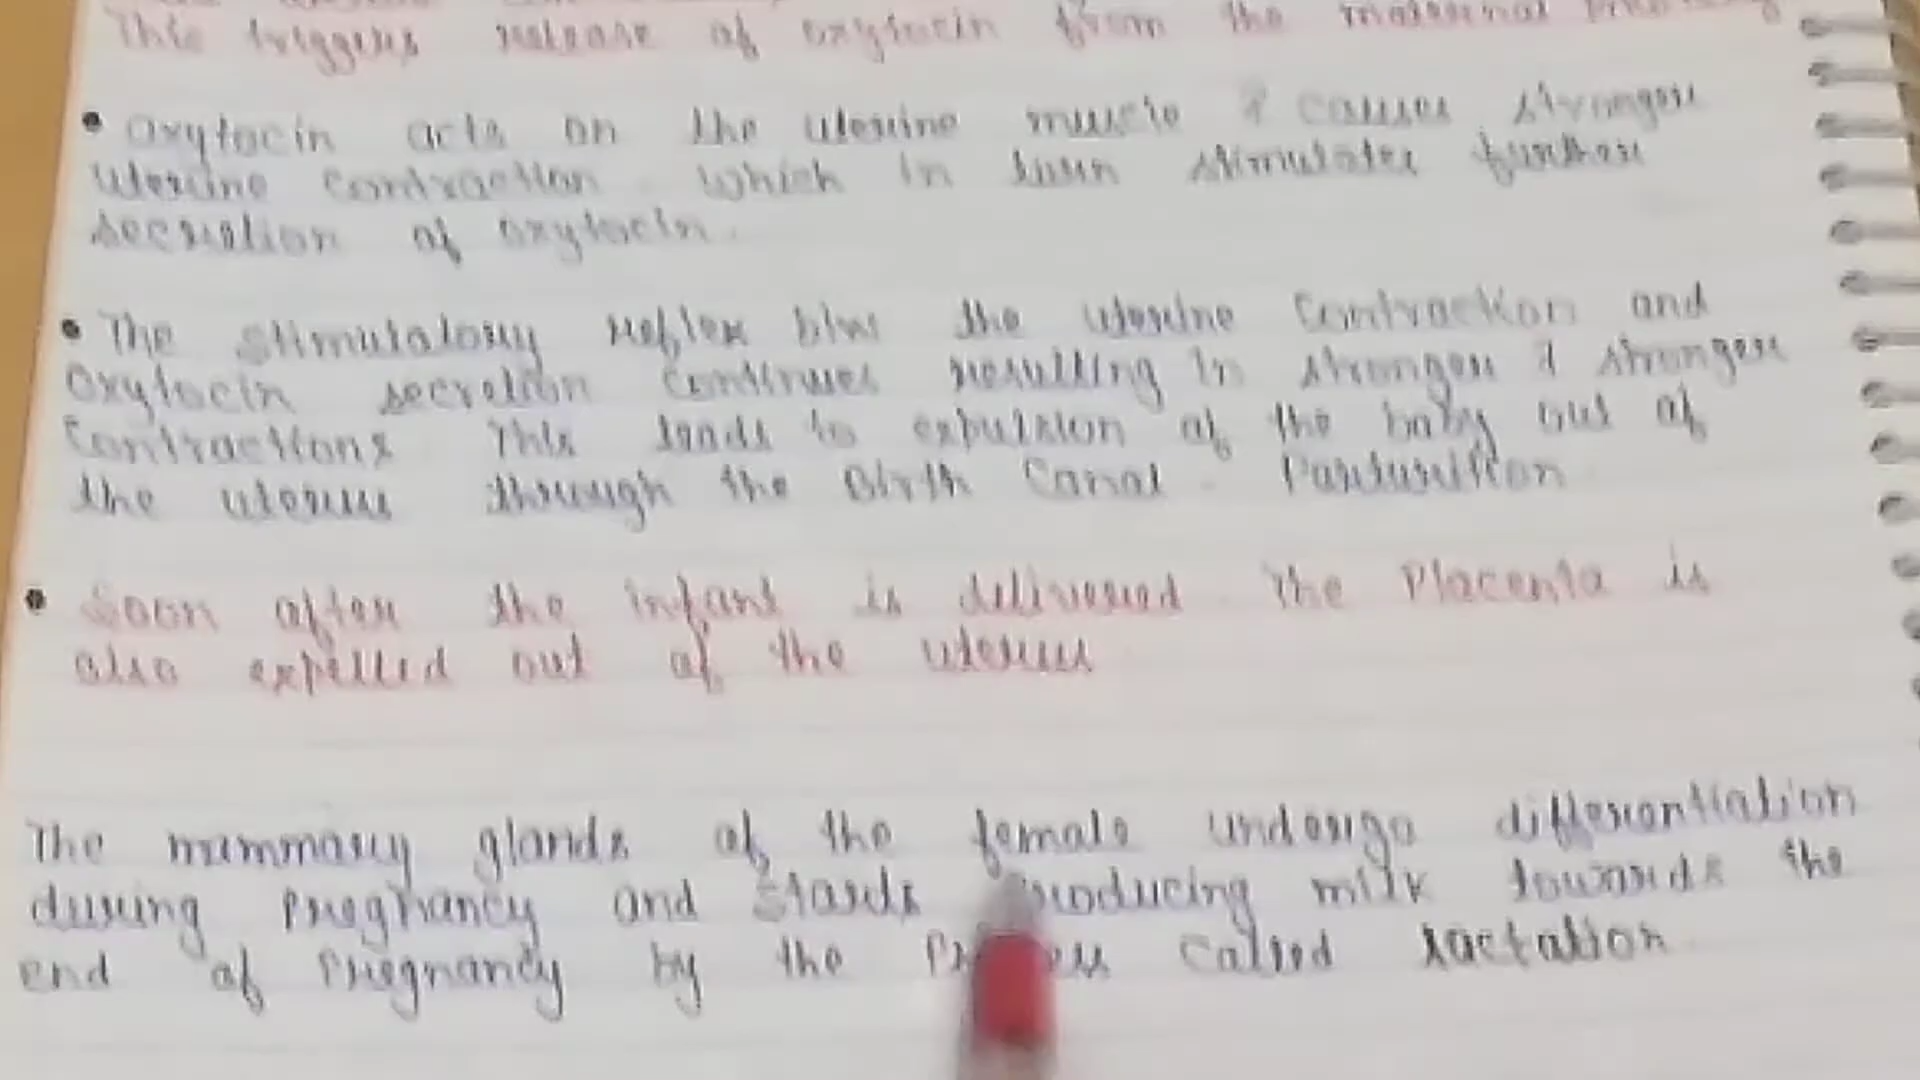 This triggers release of oxytocin from the maternal
• Oxytocin acts on the uterine muscle & causes stronger
uterine contraction which in turn stimulates further
secretion of oxytocin.
• The stimulatory reflex b/w the uterine contraction and
oxytocin secretion continues resulting in stronger & stronger
contractions. This leads to expulsion of the baby out of
the uterus through the Birth Canal - Parturition
• Soon after the infant is delivered The Placenta is
also expelled out of the uterus
The mammary glands of the female undergo differentiation
during Pregnancy and starts producing milk towards the
end of Pregnancy by the called lactation